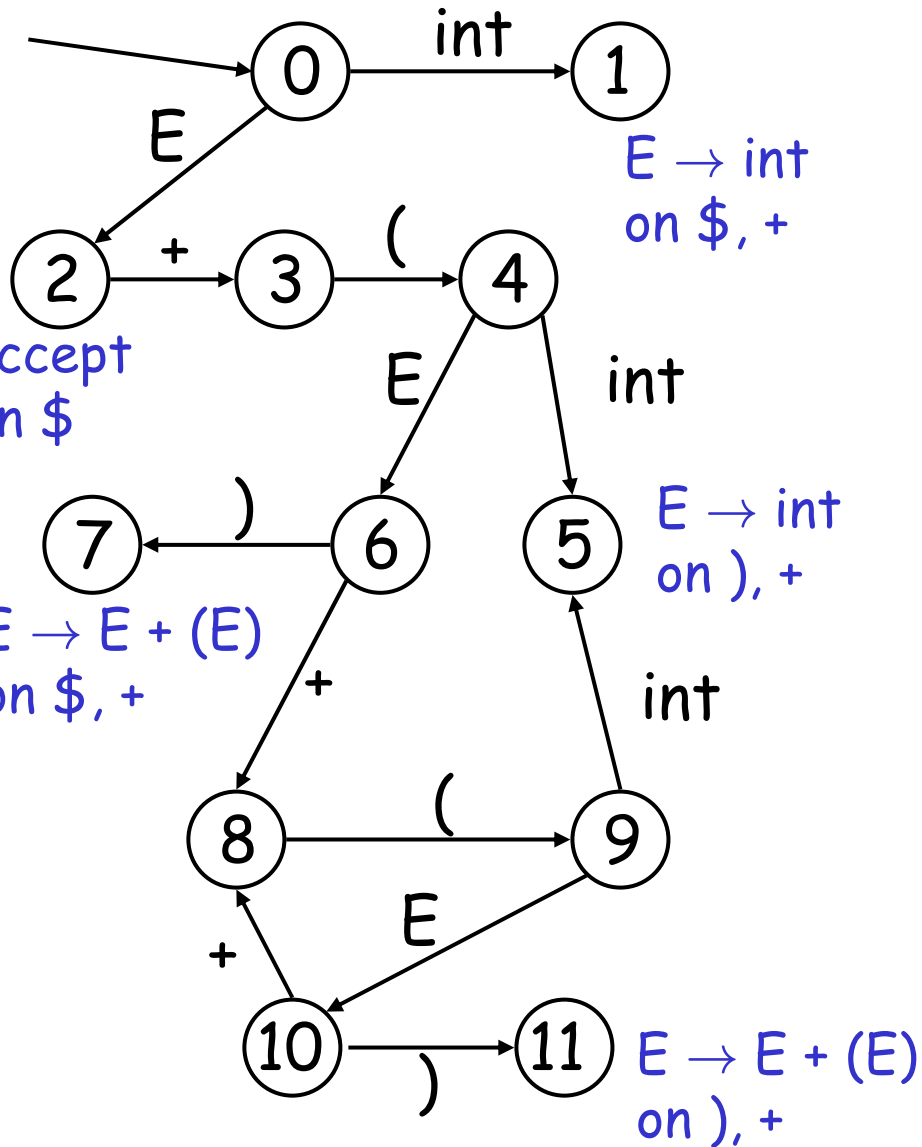 int
0
1
E
E → int
on $, +
+
(
2
3
4
ccept
n $
E
int
)
7
6
5
E → int
on ), +
E → E + (E)
on $, +
+
int
(
8
9
E
+
10
11
)
E → E + (E)
on ), +